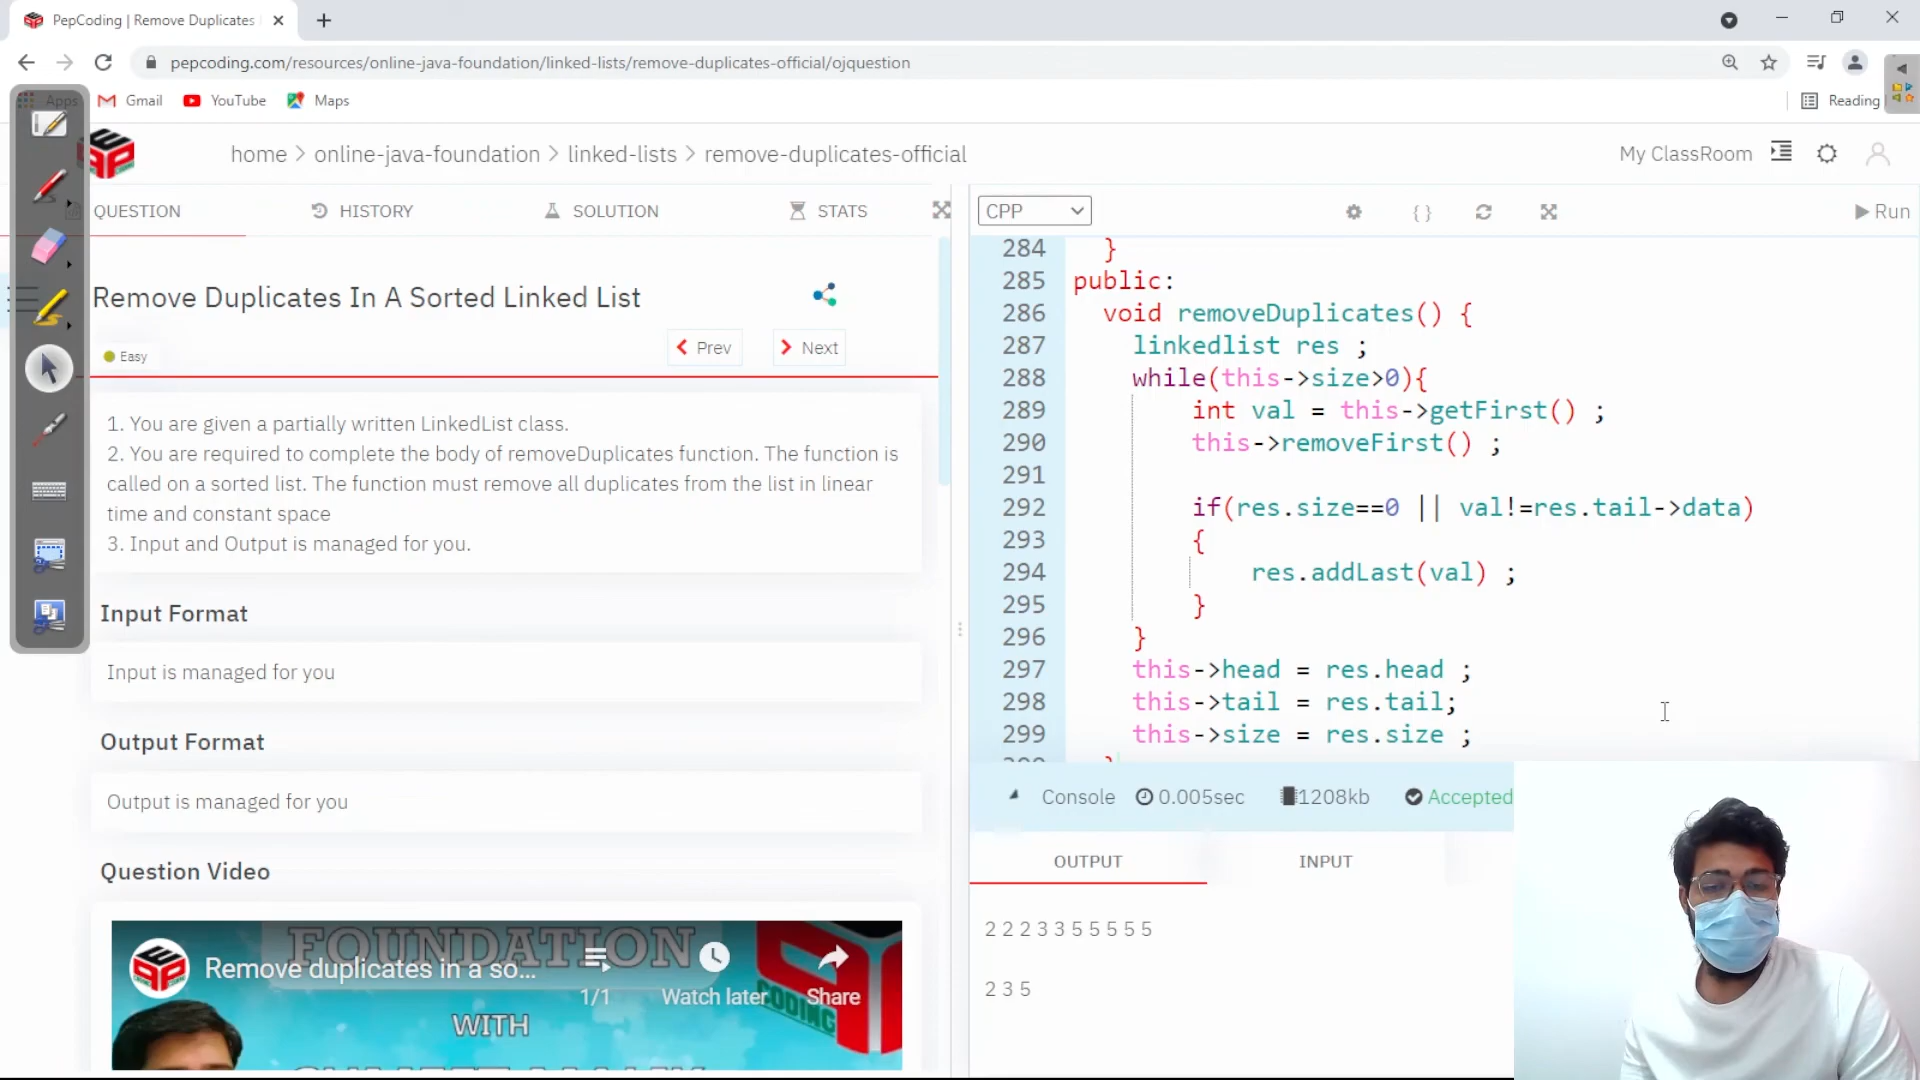 PepCoding | Remove Duplicates
pepcoding.com/resources/online-java-foundation/linked-lists/remove-duplicates-official/ojquestion
Apps
Gmail
YouTube
Maps
Reading
home > online-java-foundation > linked-lists > remove-duplicates-official
My ClassRoom
QUESTION
HISTORY
SOLUTION
STATS
CPP
Run
Remove Duplicates In A Sorted Linked List
Prev
Next
Easy
1. You are given a partially written LinkedList class.
2. You are required to complete the body of removeDuplicates function. The function is
called on a sorted list. The function must remove all duplicates from the list in linear
time and constant space
3. Input and Output is managed for you.
Input Format
Input is managed for you
Output Format
Output is managed for you
Question Video
FOUNDATION
Remove duplicates in a so...
1/1
Watch later
Share
CODING
WITH
284 }
285 public:
286 void removeDuplicates() {
287 linkedlist res ;
288 while(this->size>0){
289 int val = this->getFirst() ;
290 this->removeFirst() ;
291
292 if(res.size==0 || val!=res.tail->data)
293 {
294 res.addLast(val) ;
295 }
296 }
297 this->head = res.head ;
298 this->tail = res.tail;
299 this->size = res.size ;
Console
0.005sec
1208kb
Accepted
OUTPUT
INPUT
2 2 2 3 3 5 5 5 5 5
2 3 5